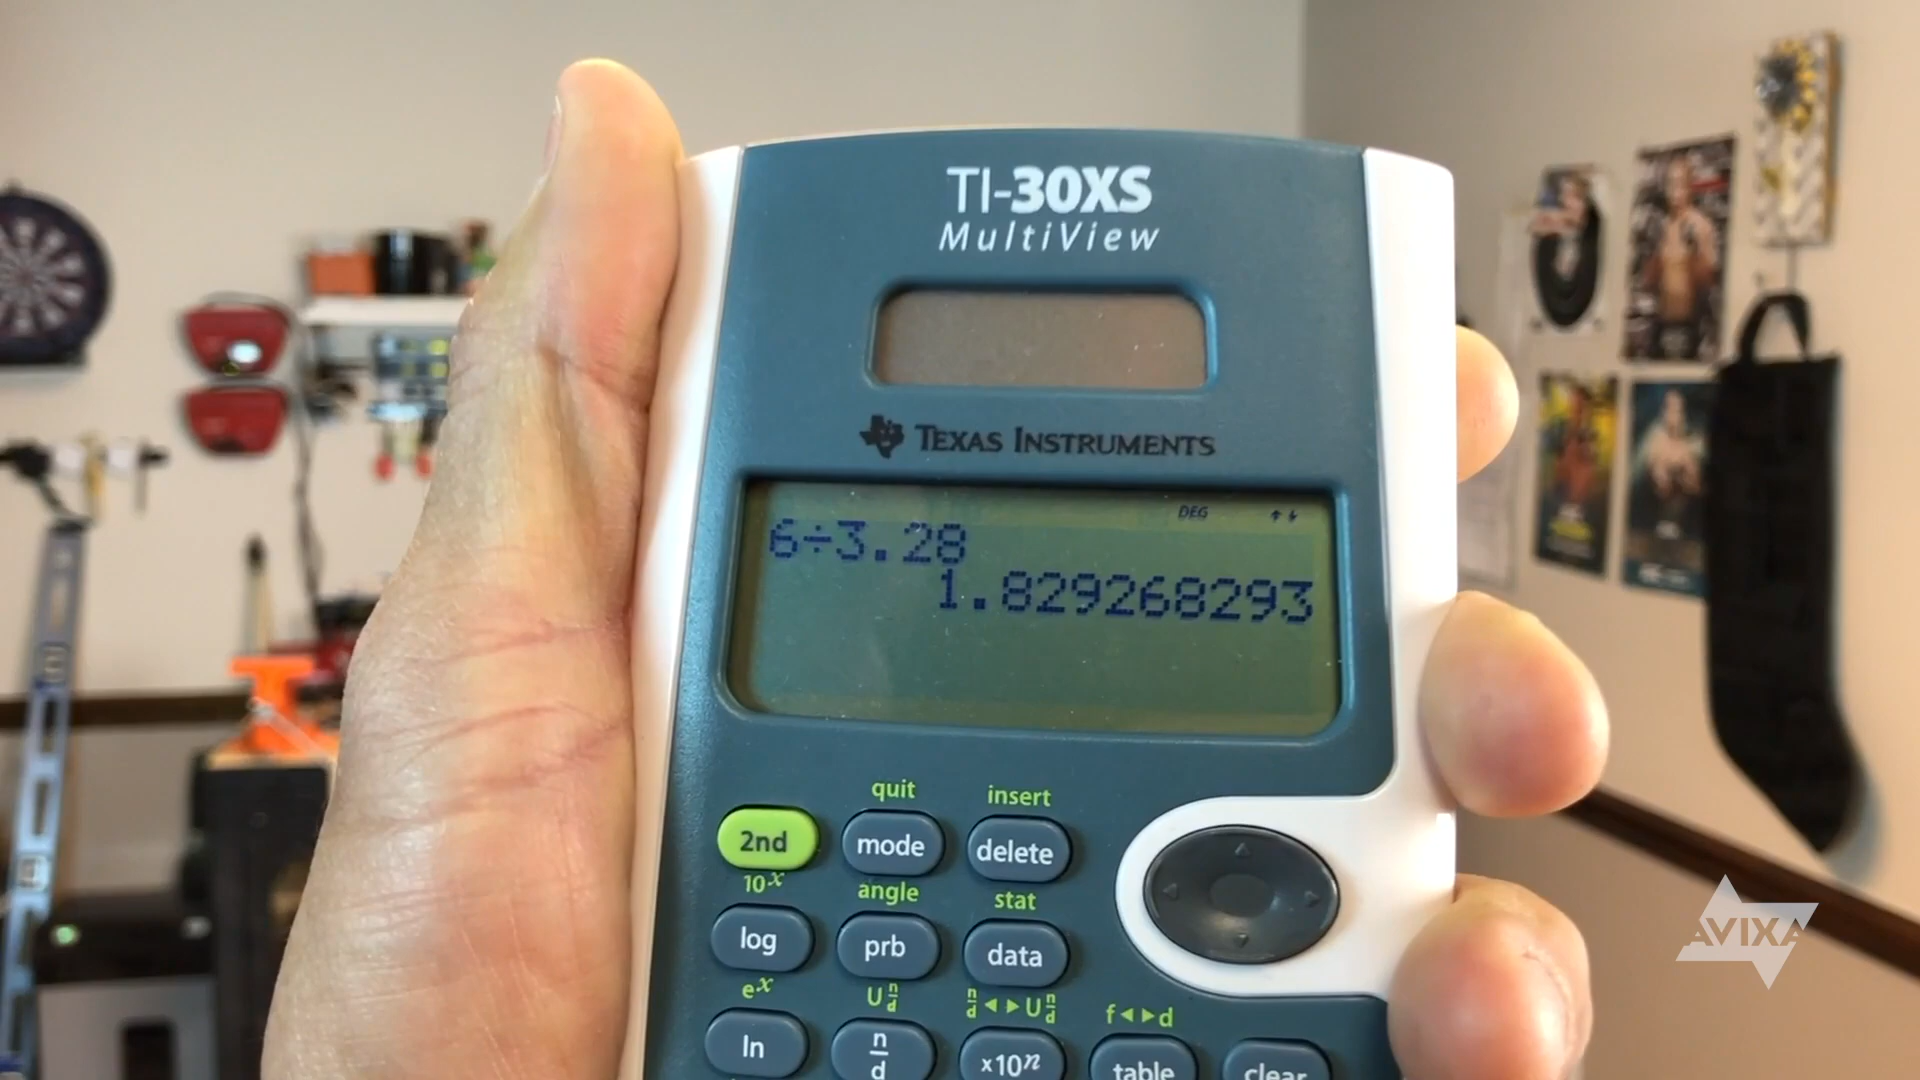 TI-30XS
MultiView
TEXAS INSTRUMENTS
DEG
6÷3.28
1.829268293
quit
insert
2nd
mode
delete
10ˣ
angle
stat
log
prb
data
eˣ
U n/d
n/d ◄ ► U n/d
f ◄ ► d
ln
n/d
x10ⁿ
table
clear
AVIXA